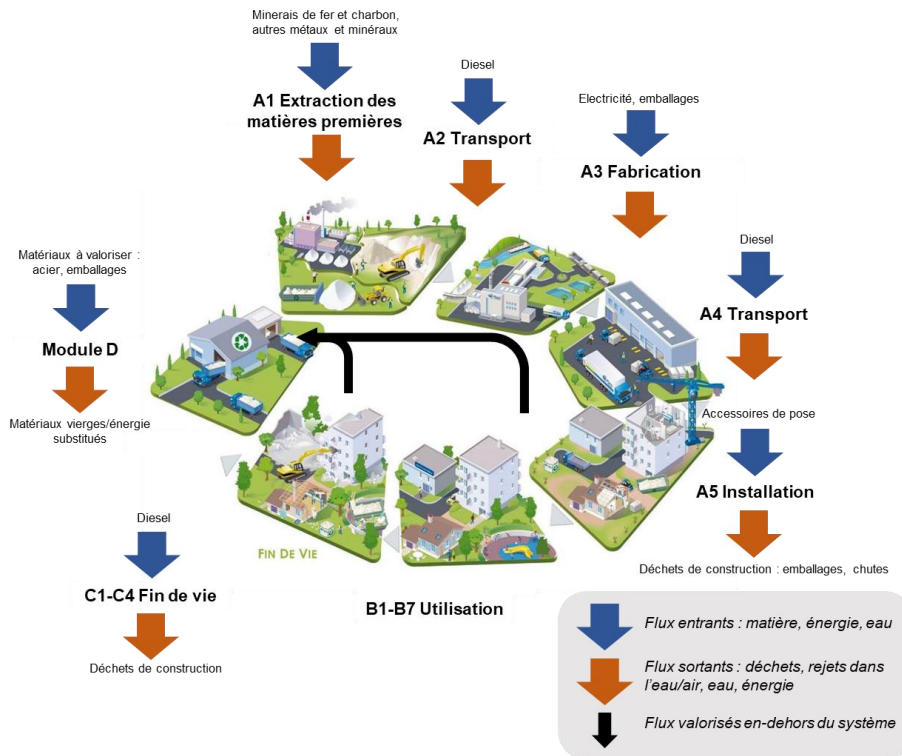 Minerais de fer et charbon,
autres métaux et minéraux
A1 Extraction des
matières premières
Diesel
A2 Transport
Electricité, emballages
A3 Fabrication
Diesel
A4 Transport
Accessoires de pose
A5 Installation
Déchets de construction : emballages, chutes
B1-B7 Utilisation
FIN DE VIE
Diesel
C1-C4 Fin de vie
Déchets de construction
Matériaux à valoriser :
acier, emballages
Module D
Matériaux vierges/énergie
substitués
Flux entrants : matière, énergie, eau
Flux sortants : déchets, rejets dans
l'eau/air, eau, énergie
Flux valorisés en-dehors du système